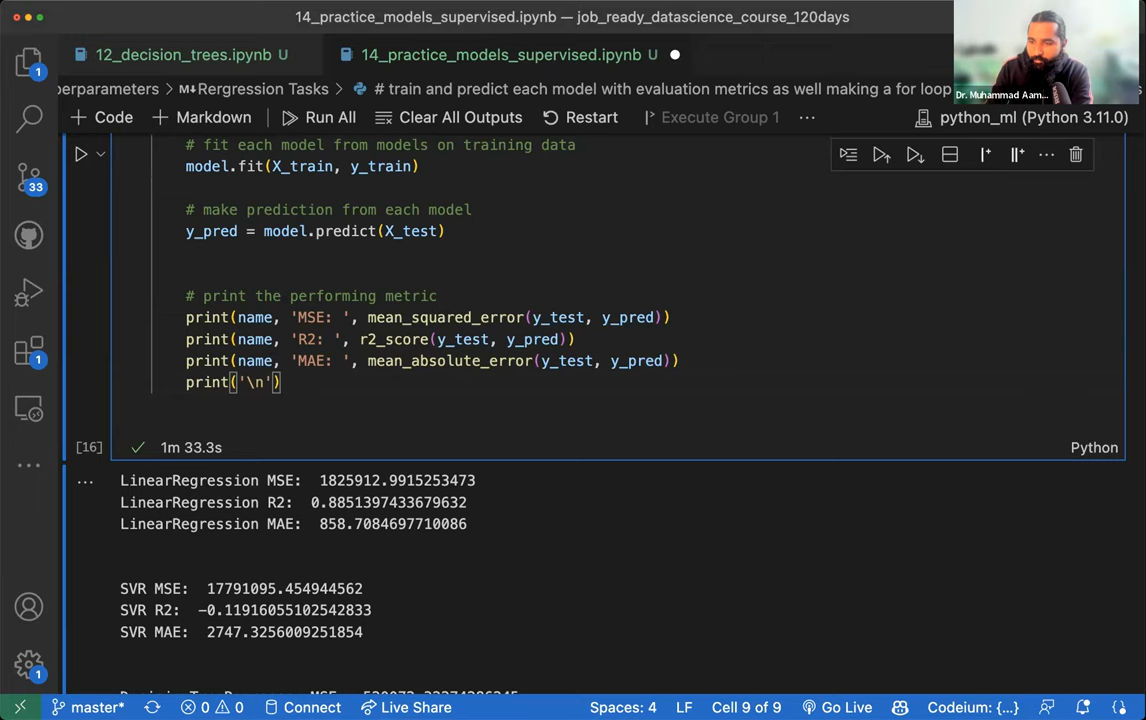 14_practice_models_supervised.ipynb — job_ready_datascience_course_120days
12_decision_trees.ipynb U
14_practice_models_supervised.ipynb U
Dr. Muhammad Aam...
perparameters > M↓Rergression Tasks > # train and predict each model with evaluation metrics as well making a for loop
+ Code + Markdown Run All Clear All Outputs Restart Execute Group 1 ... python_ml (Python 3.11.0)
# fit each model from models on training data
model.fit(X_train, y_train)
# make prediction from each model
y_pred = model.predict(X_test)
# print the performing metric
print(name, 'MSE: ', mean_squared_error(y_test, y_pred))
print(name, 'R2: ', r2_score(y_test, y_pred))
print(name, 'MAE: ', mean_absolute_error(y_test, y_pred))
print('\n')
[16] 1m 33.3s Python
LinearRegression MSE:  1825912.9915253473
LinearRegression R2:  0.8851397433679632
LinearRegression MAE:  858.7084697710086
SVR MSE:  17791095.454944562
SVR R2:  −0.11916055102542833
SVR MAE:  2747.3256009251854
1
33
1
1
master* 0 0 Connect Live Share Spaces: 4 LF Cell 9 of 9 Go Live Codeium: {...}